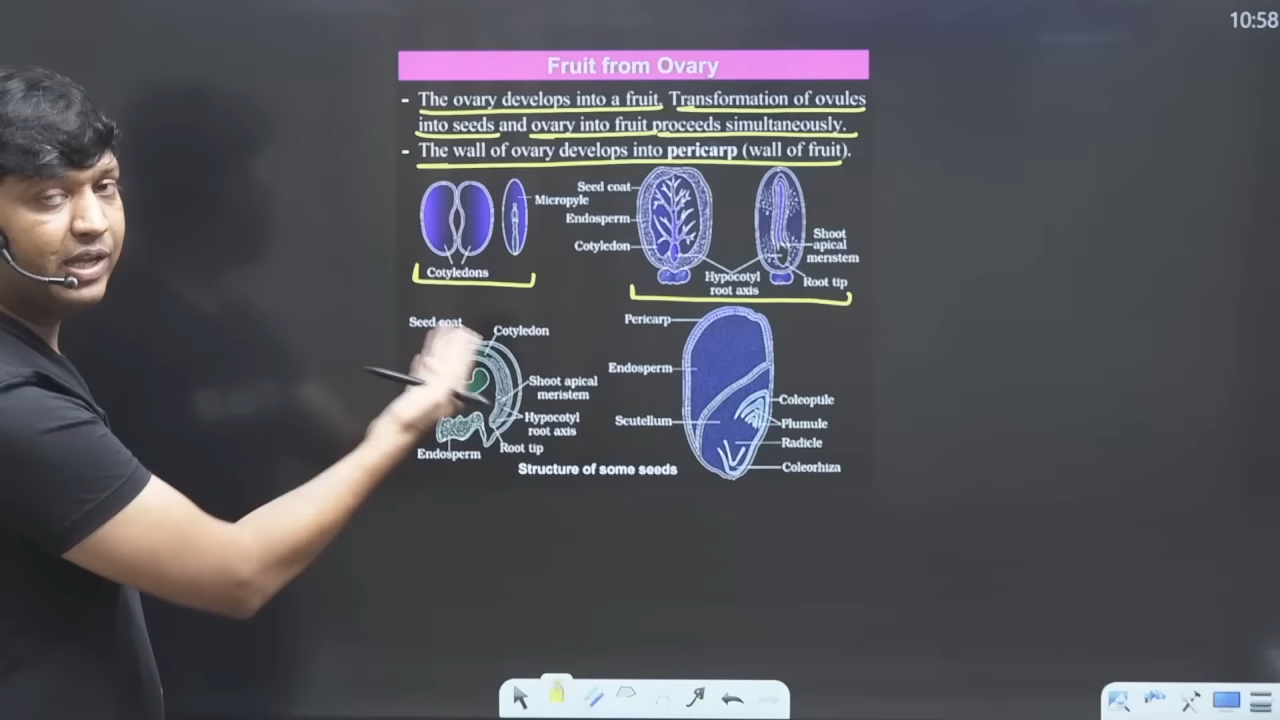 10:58
Fruit from Ovary
- The ovary develops into a fruit. Transformation of ovules
into seeds and ovary into fruit proceeds simultaneously.
- The wall of ovary develops into pericarp (wall of fruit).
Micropyle
Cotyledons
Seed coat
Endosperm
Cotyledon
Hypocotyl
root axis
Shoot
apical
meristem
Root tip
Seed coat
Cotyledon
Shoot apical
meristem
Hypocotyl
root axis
Root tip
Endosperm
Pericarp
Endosperm
Scutellum
Coleoptile
Plumule
Radicle
Coleorhiza
Structure of some seeds